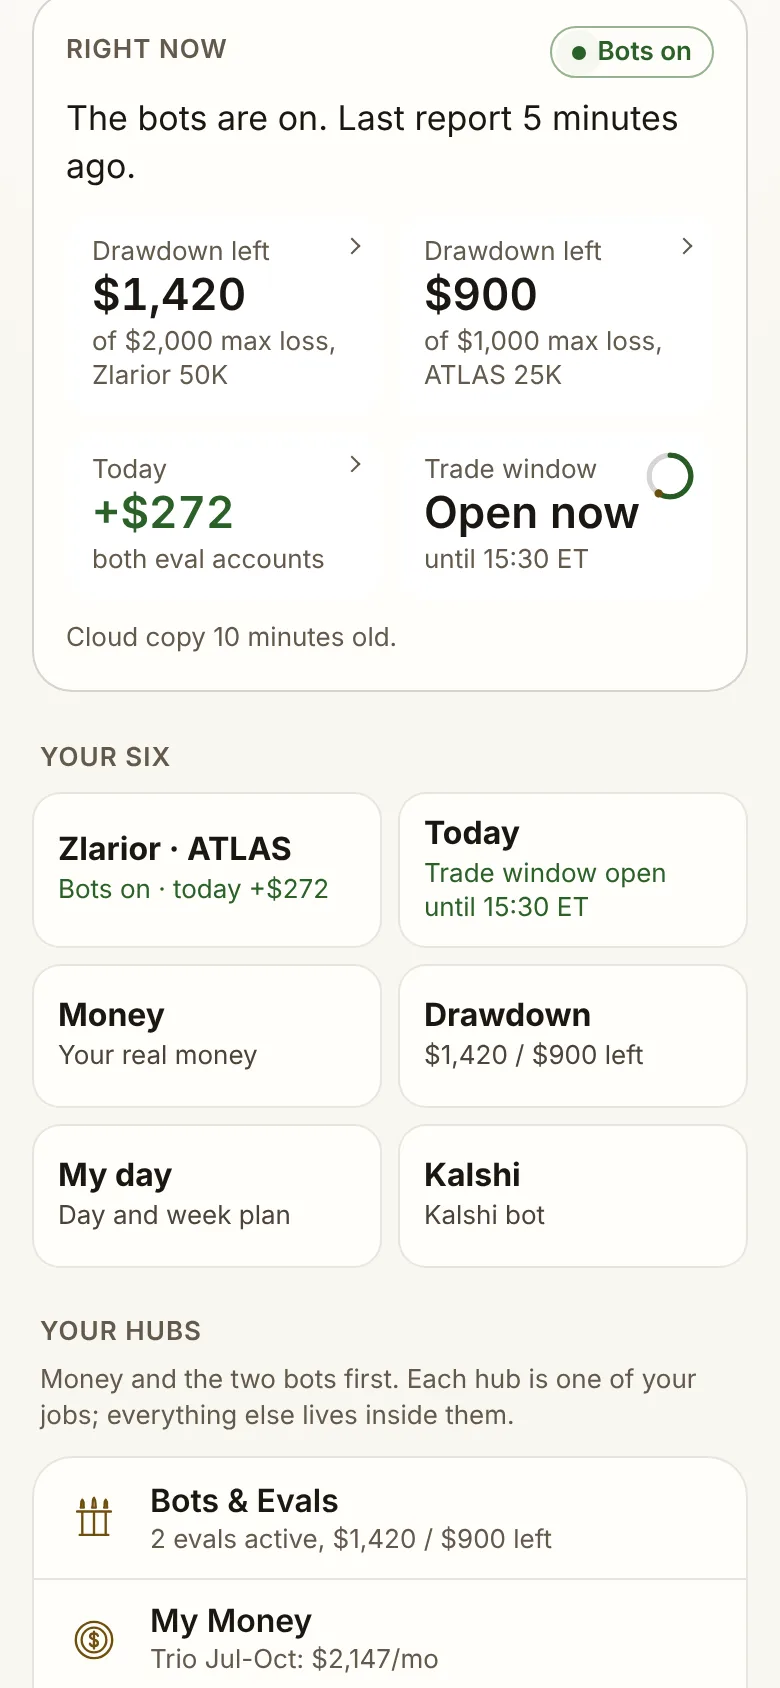 RIGHT NOW
Bots on
The bots are on. Last report 5 minutes
ago.
Drawdown left
$1,420
of $2,000 max loss,
Zlarior 50K
Drawdown left
$900
of $1,000 max loss,
ATLAS 25K
Today
+$272
both eval accounts
Trade window
Open now
until 15:30 ET
Cloud copy 10 minutes old.
YOUR SIX
Zlarior · ATLAS
Bots on · today +$272
Today
Trade window open
until 15:30 ET
Money
Your real money
Drawdown
$1,420 / $900 left
My day
Day and week plan
Kalshi
Kalshi bot
YOUR HUBS
Money and the two bots first. Each hub is one of your
jobs; everything else lives inside them.
Bots & Evals
2 evals active, $1,420 / $900 left
My Money
Trio Jul-Oct: $2,147/mo